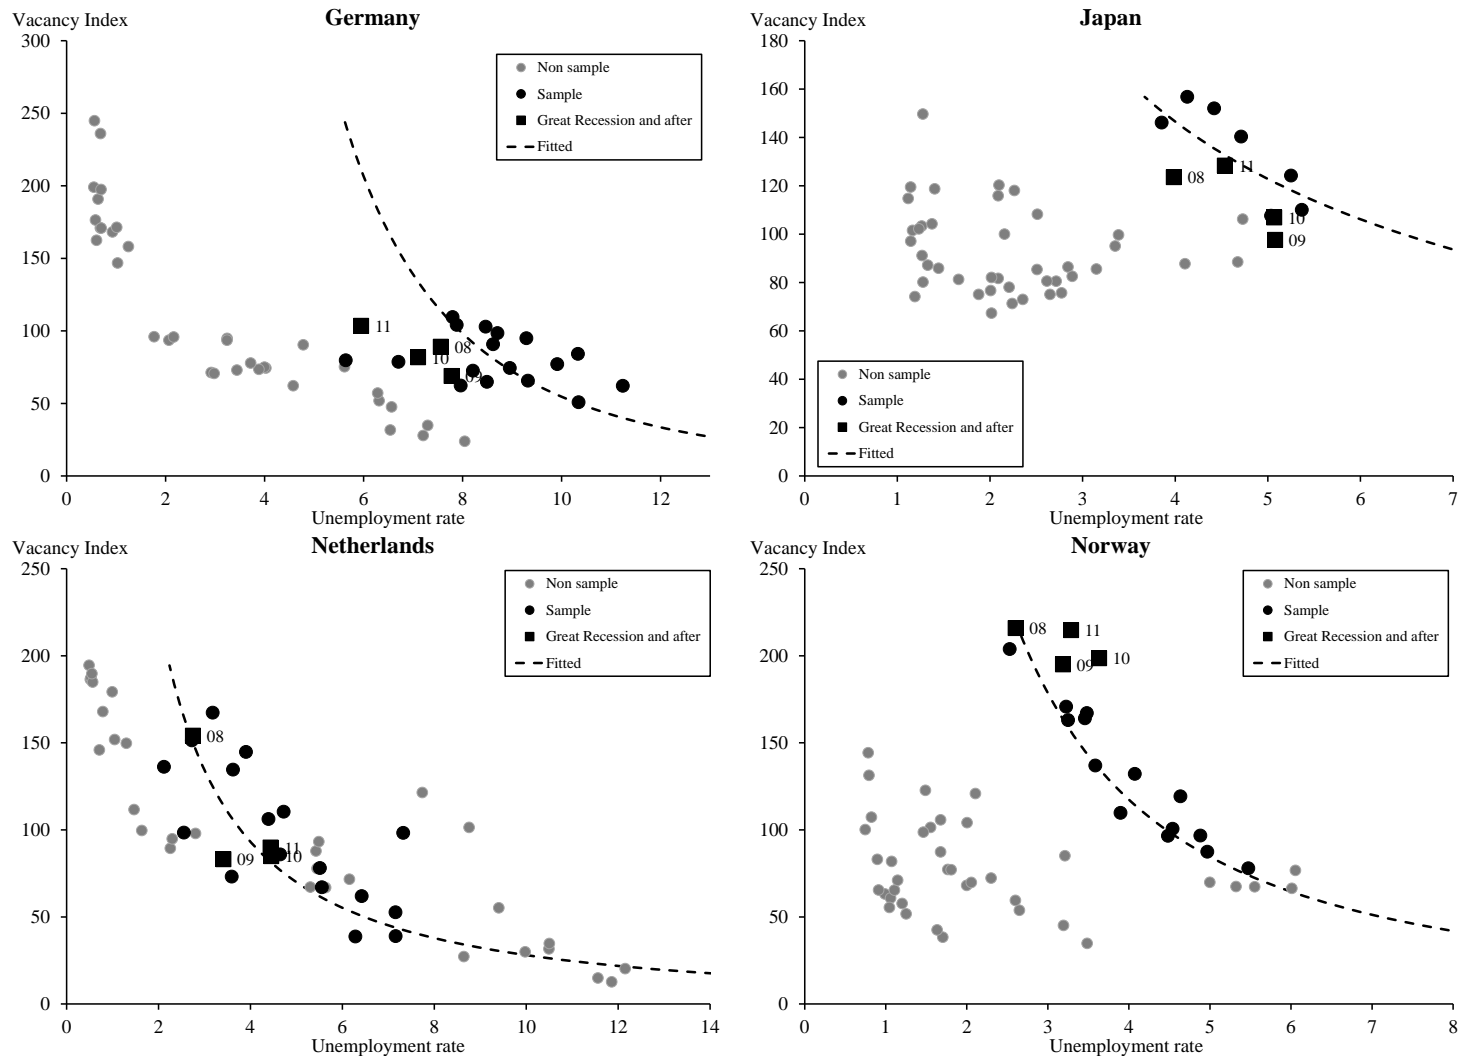 Vacancy Index
Germany
300
250
200
150
100
50
0
0 2 4 6 8 10 12
Unemployment rate
Non sample
Sample
Great Recession and after
Fitted
11
08
10
09
Vacancy Index
Japan
180
160
140
120
100
80
60
40
20
0
0 1 2 3 4 5 6 7
Unemployment rate
Non sample
Sample
Great Recession and after
Fitted
11
08
10
09
Vacancy Index
Netherlands
250
200
150
100
50
0
0 2 4 6 8 10 12 14
Unemployment rate
Non sample
Sample
Great Recession and after
Fitted
08
11
09
10
Vacancy Index
Norway
250
200
150
100
50
0
0 1 2 3 4 5 6 7 8
Unemployment rate
Non sample
Sample
Great Recession and after
Fitted
08
11
09
10